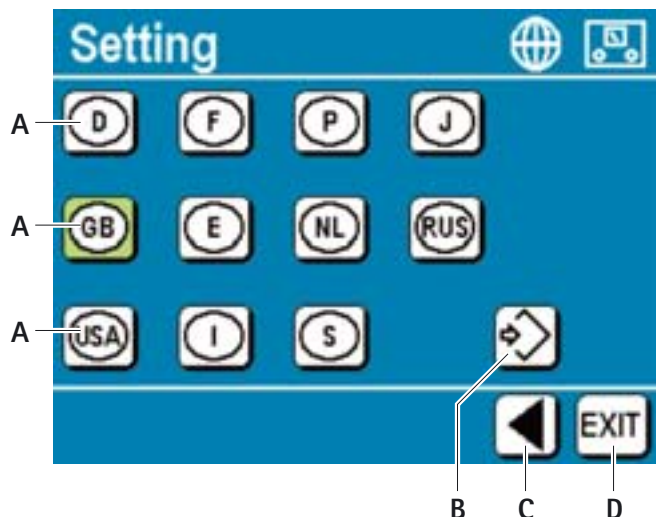 Setting
A D F P J
A GB E NL RUS
A USA I S
EXIT
B C D